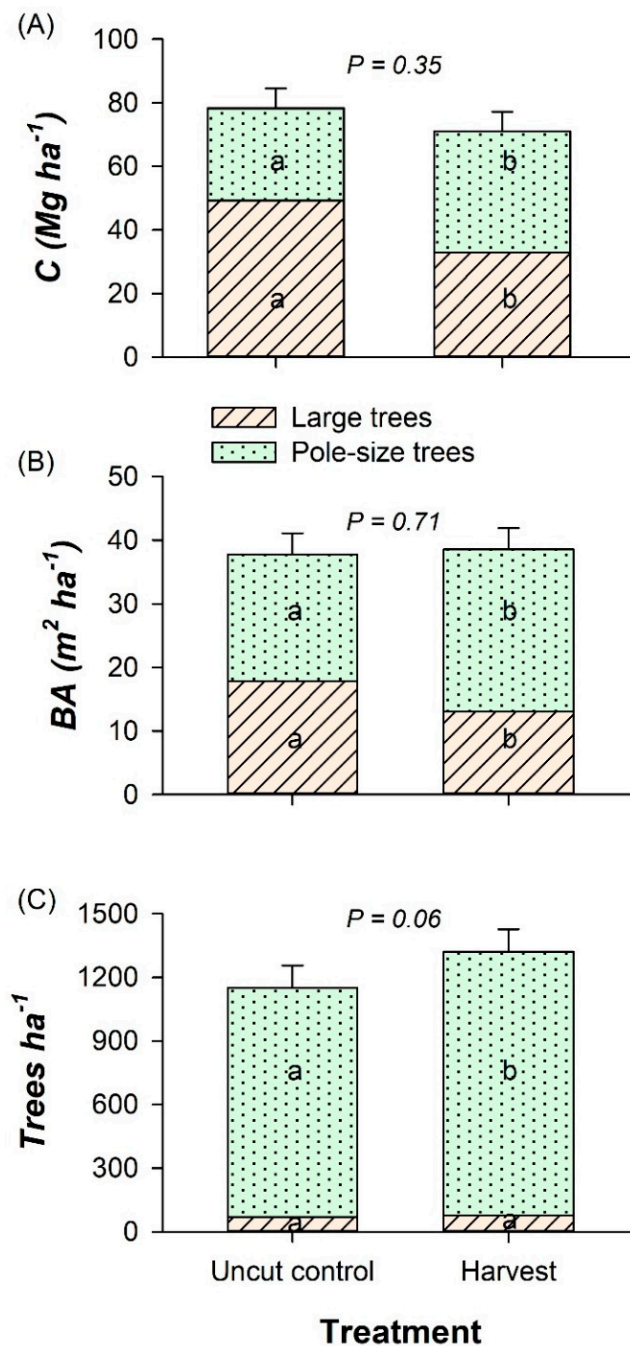 (A)
100
80
60
40
20
0
C (Mg ha⁻¹)
P = 0.35
a
b
a
b
Large trees
Pole-size trees
(B)
50
40
30
20
10
0
BA (m² ha⁻¹)
P = 0.71
a
b
a
b
(C)
1500
1200
900
600
300
0
Trees ha⁻¹
P = 0.06
a
b
a
a
Uncut control
Harvest
Treatment